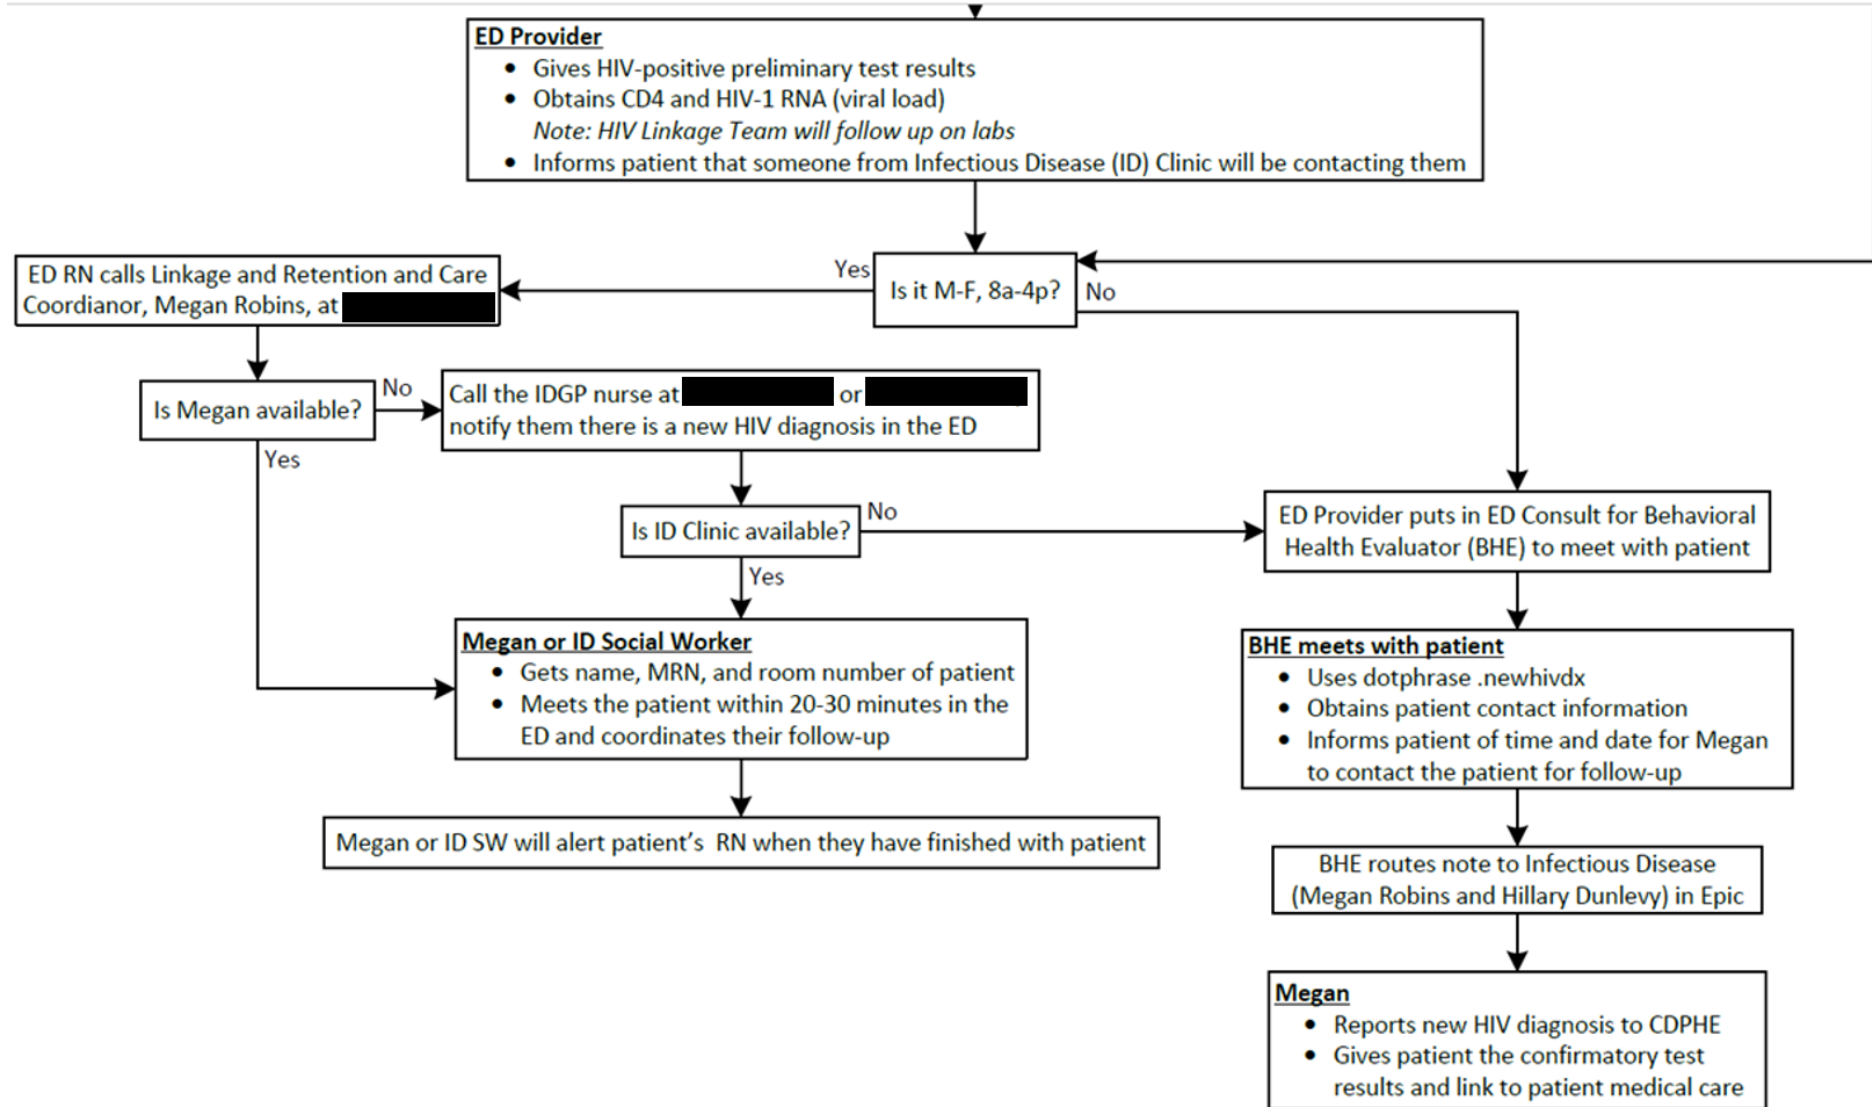 ED Provider
• Gives HIV-positive preliminary test results
• Obtains CD4 and HIV-1 RNA (viral load)
Note: HIV Linkage Team will follow up on labs
• Informs patient that someone from Infectious Disease (ID) Clinic will be contacting them
Is it M-F, 8a-4p?
Yes
No
ED RN calls Linkage and Retention and Care
Coordianor, Megan Robins, at
Is Megan available?
No
Yes
Call the IDGP nurse at or
notify them there is a new HIV diagnosis in the ED
Is ID Clinic available?
No
Yes
Megan or ID Social Worker
• Gets name, MRN, and room number of patient
• Meets the patient within 20-30 minutes in the
ED and coordinates their follow-up
Megan or ID SW will alert patient's RN when they have finished with patient
ED Provider puts in ED Consult for Behavioral
Health Evaluator (BHE) to meet with patient
BHE meets with patient
• Uses dotphrase .newhivdx
• Obtains patient contact information
• Informs patient of time and date for Megan
to contact the patient for follow-up
BHE routes note to Infectious Disease
(Megan Robins and Hillary Dunlevy) in Epic
Megan
• Reports new HIV diagnosis to CDPHE
• Gives patient the confirmatory test
results and link to patient medical care